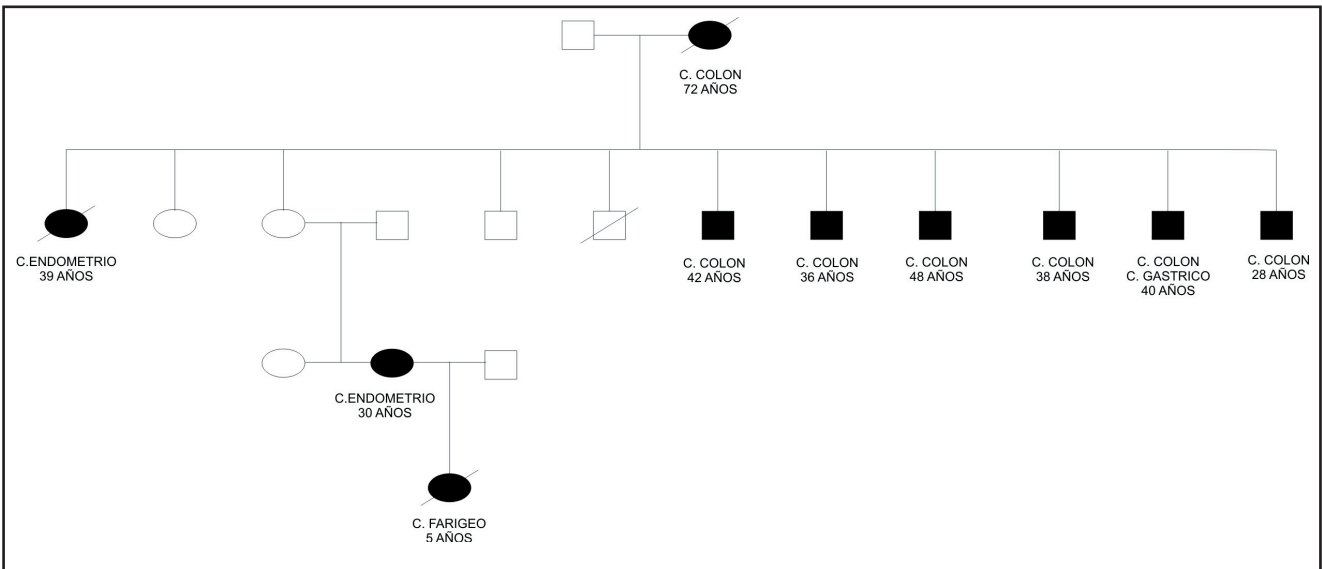 C. COLON
72 AÑOS
C.ENDOMETRIO
39 AÑOS
C. COLON
42 AÑOS
C. COLON
36 AÑOS
C. COLON
48 AÑOS
C. COLON
38 AÑOS
C. COLON
C. GASTRICO
40 AÑOS
C. COLON
28 AÑOS
C.ENDOMETRIO
30 AÑOS
C. FARIGEO
5 AÑOS